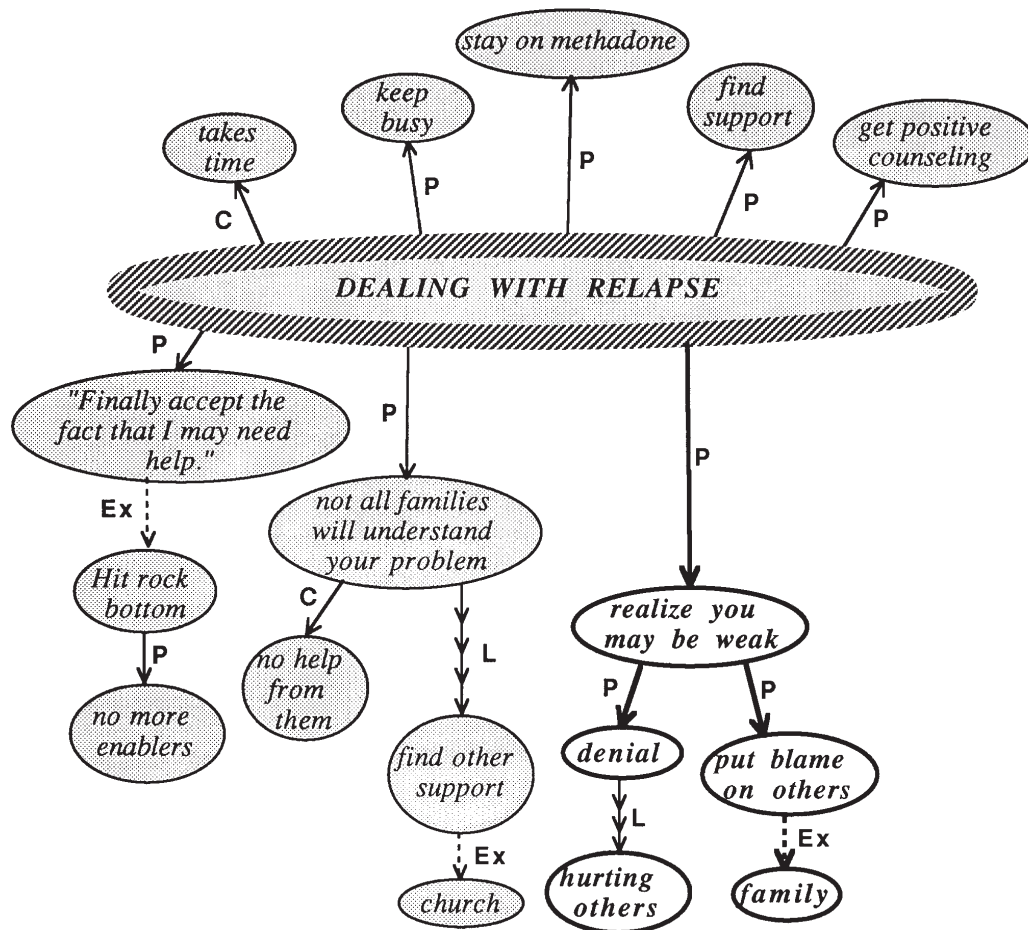 stay on methadone
keep
busy
find
support
takes
time
get positive
counseling
P
P
P
C
P
DEALING WITH RELAPSE
P
"Finally accept the
fact that I may need
help."
P
P
Ex
not all families
will understand
your problem
Hit rock
bottom
C
realize you
may be weak
P
L
no help
from
them
P
P
no more
enablers
find other
support
denial
put blame
on others
L
Ex
Ex
church
hurting
others
family